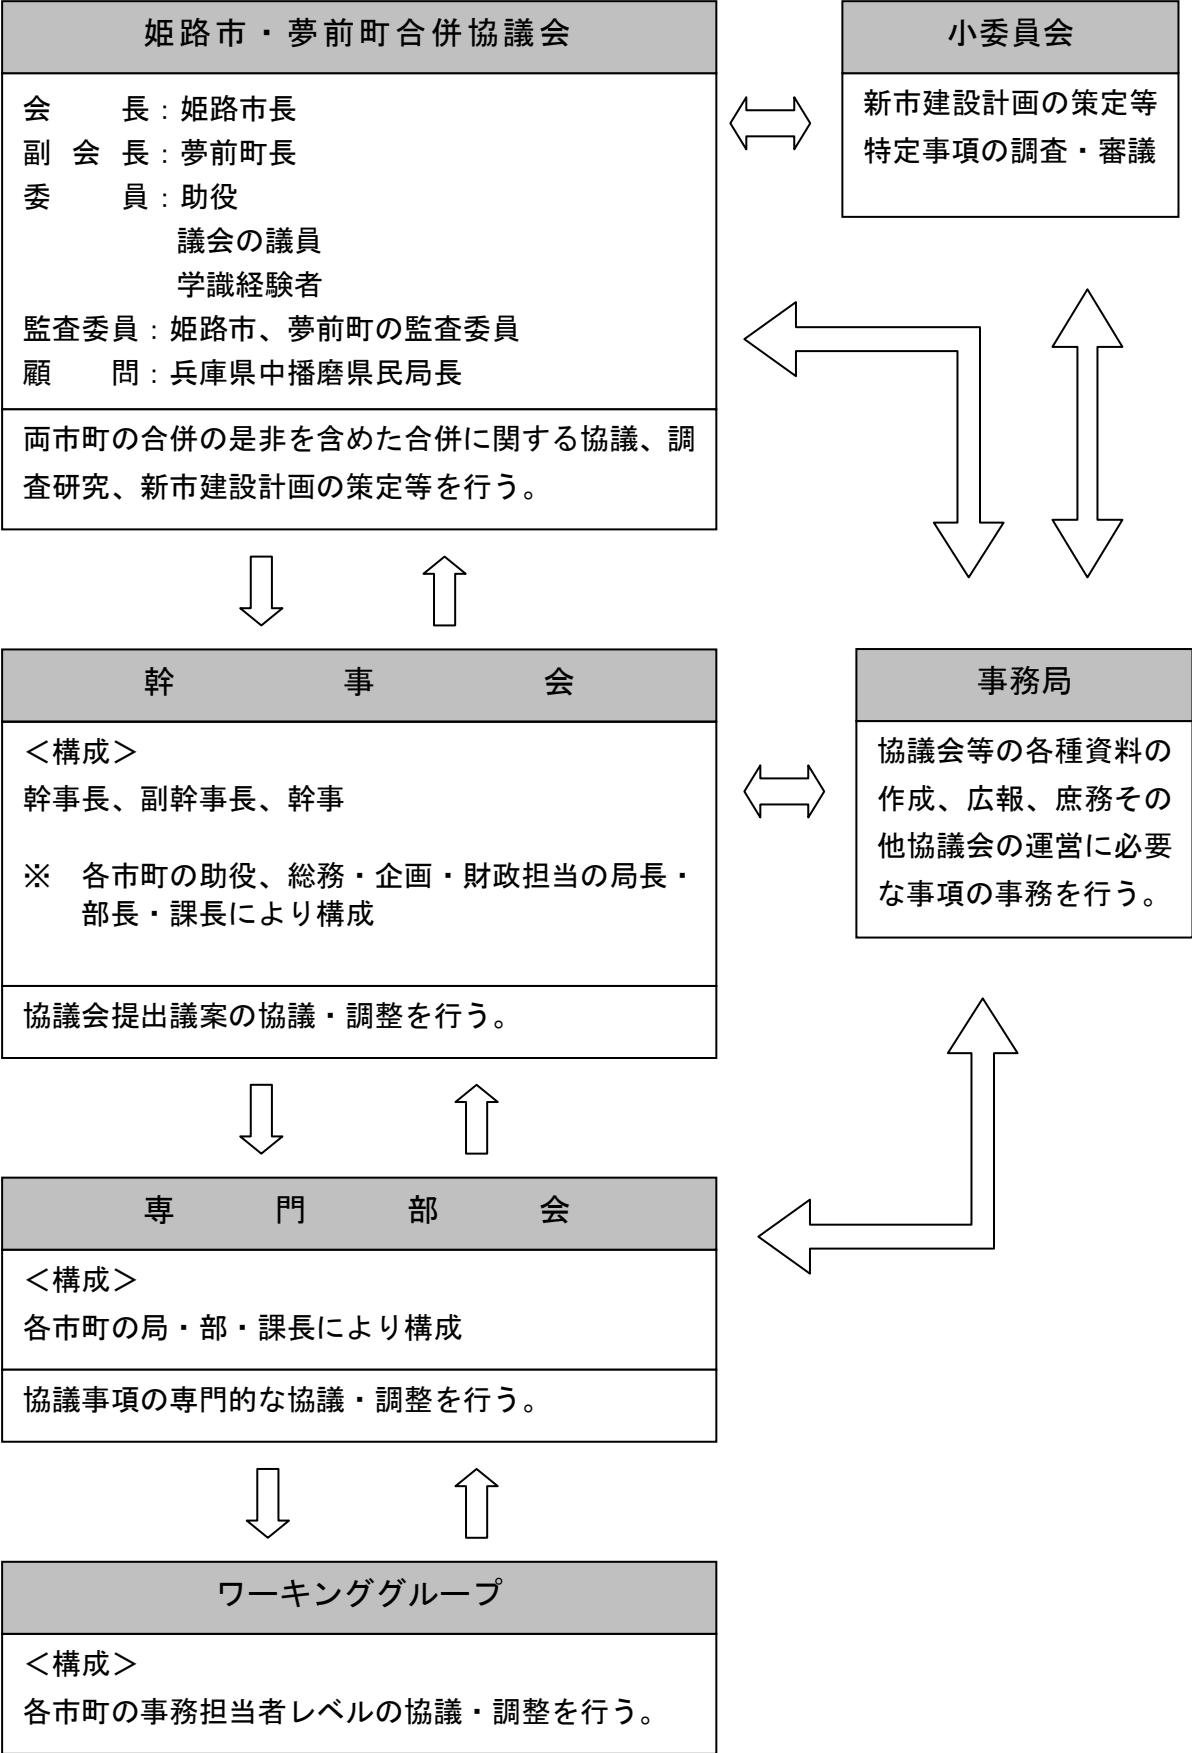 姫路市・夢前町合併協議会
会　　長：姫路市長
副 会 長：夢前町長
委　　員：助役
議会の議員
学識経験者
監査委員：姫路市、夢前町の監査委員
顧　　問：兵庫県中播磨県民局長
両市町の合併の是非を含めた合併に関する協議、調
査研究、新市建設計画の策定等を行う。
小委員会
新市建設計画の策定等
特定事項の調査・審議
幹　事　会
＜構成＞
幹事長、副幹事長、幹事
※　各市町の助役、総務・企画・財政担当の局長・
部長・課長により構成
協議会提出議案の協議・調整を行う。
事務局
協議会等の各種資料の
作成、広報、庶務その
他協議会の運営に必要
な事項の事務を行う。
専　門　部　会
＜構成＞
各市町の局・部・課長により構成
協議事項の専門的な協議・調整を行う。
ワーキンググループ
＜構成＞
各市町の事務担当者レベルの協議・調整を行う。